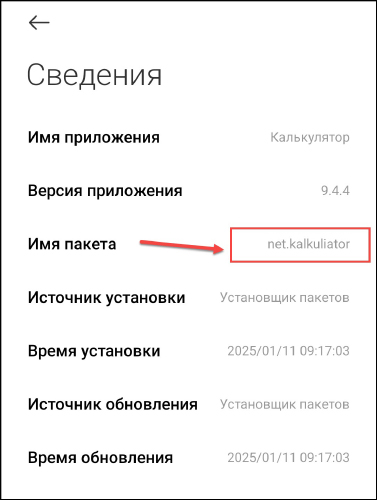 Сведения
Имя приложения Калькулятор
Версия приложения 9.4.4
Имя пакета net.kalkuliator
Источник установки Установщик пакетов
Время установки 2025/01/11 09:17:03
Источник обновления Установщик пакетов
Время обновления 2025/01/11 09:17:03